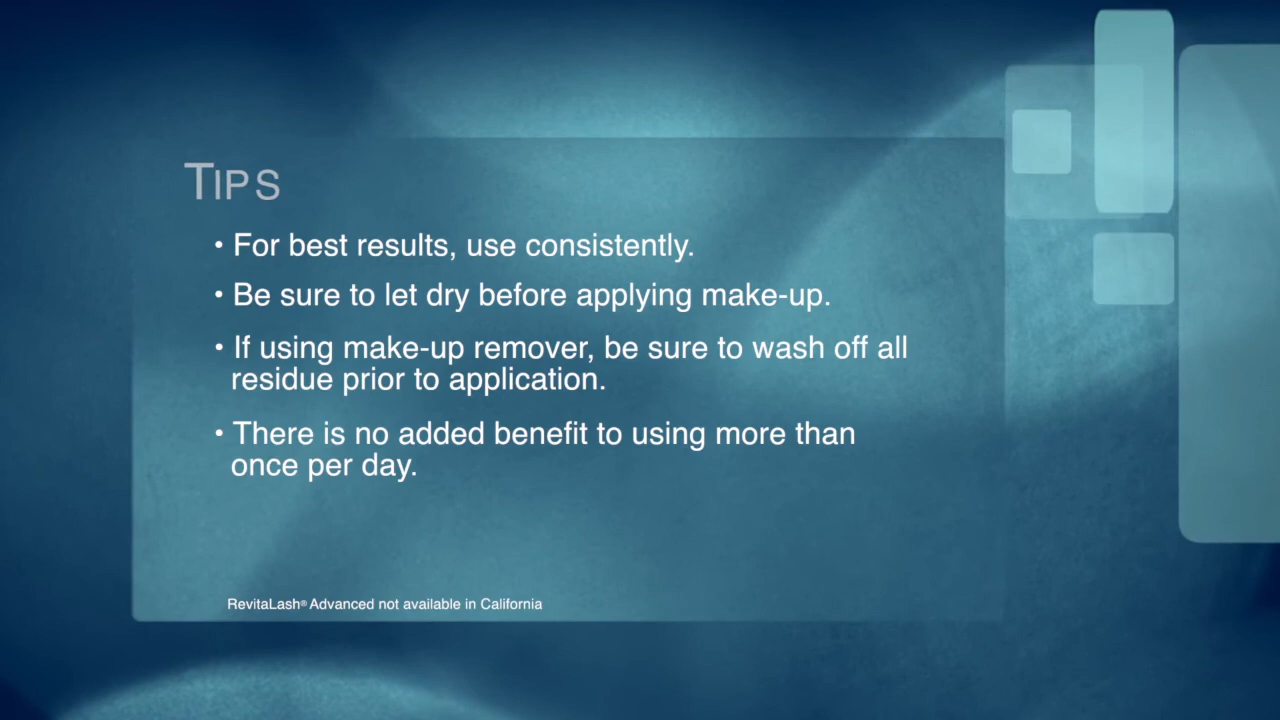 TIPS
• For best results, use consistently.
• Be sure to let dry before applying make-up.
• If using make-up remover, be sure to wash off all
residue prior to application.
• There is no added benefit to using more than
once per day.
RevitaLash® Advanced not available in California